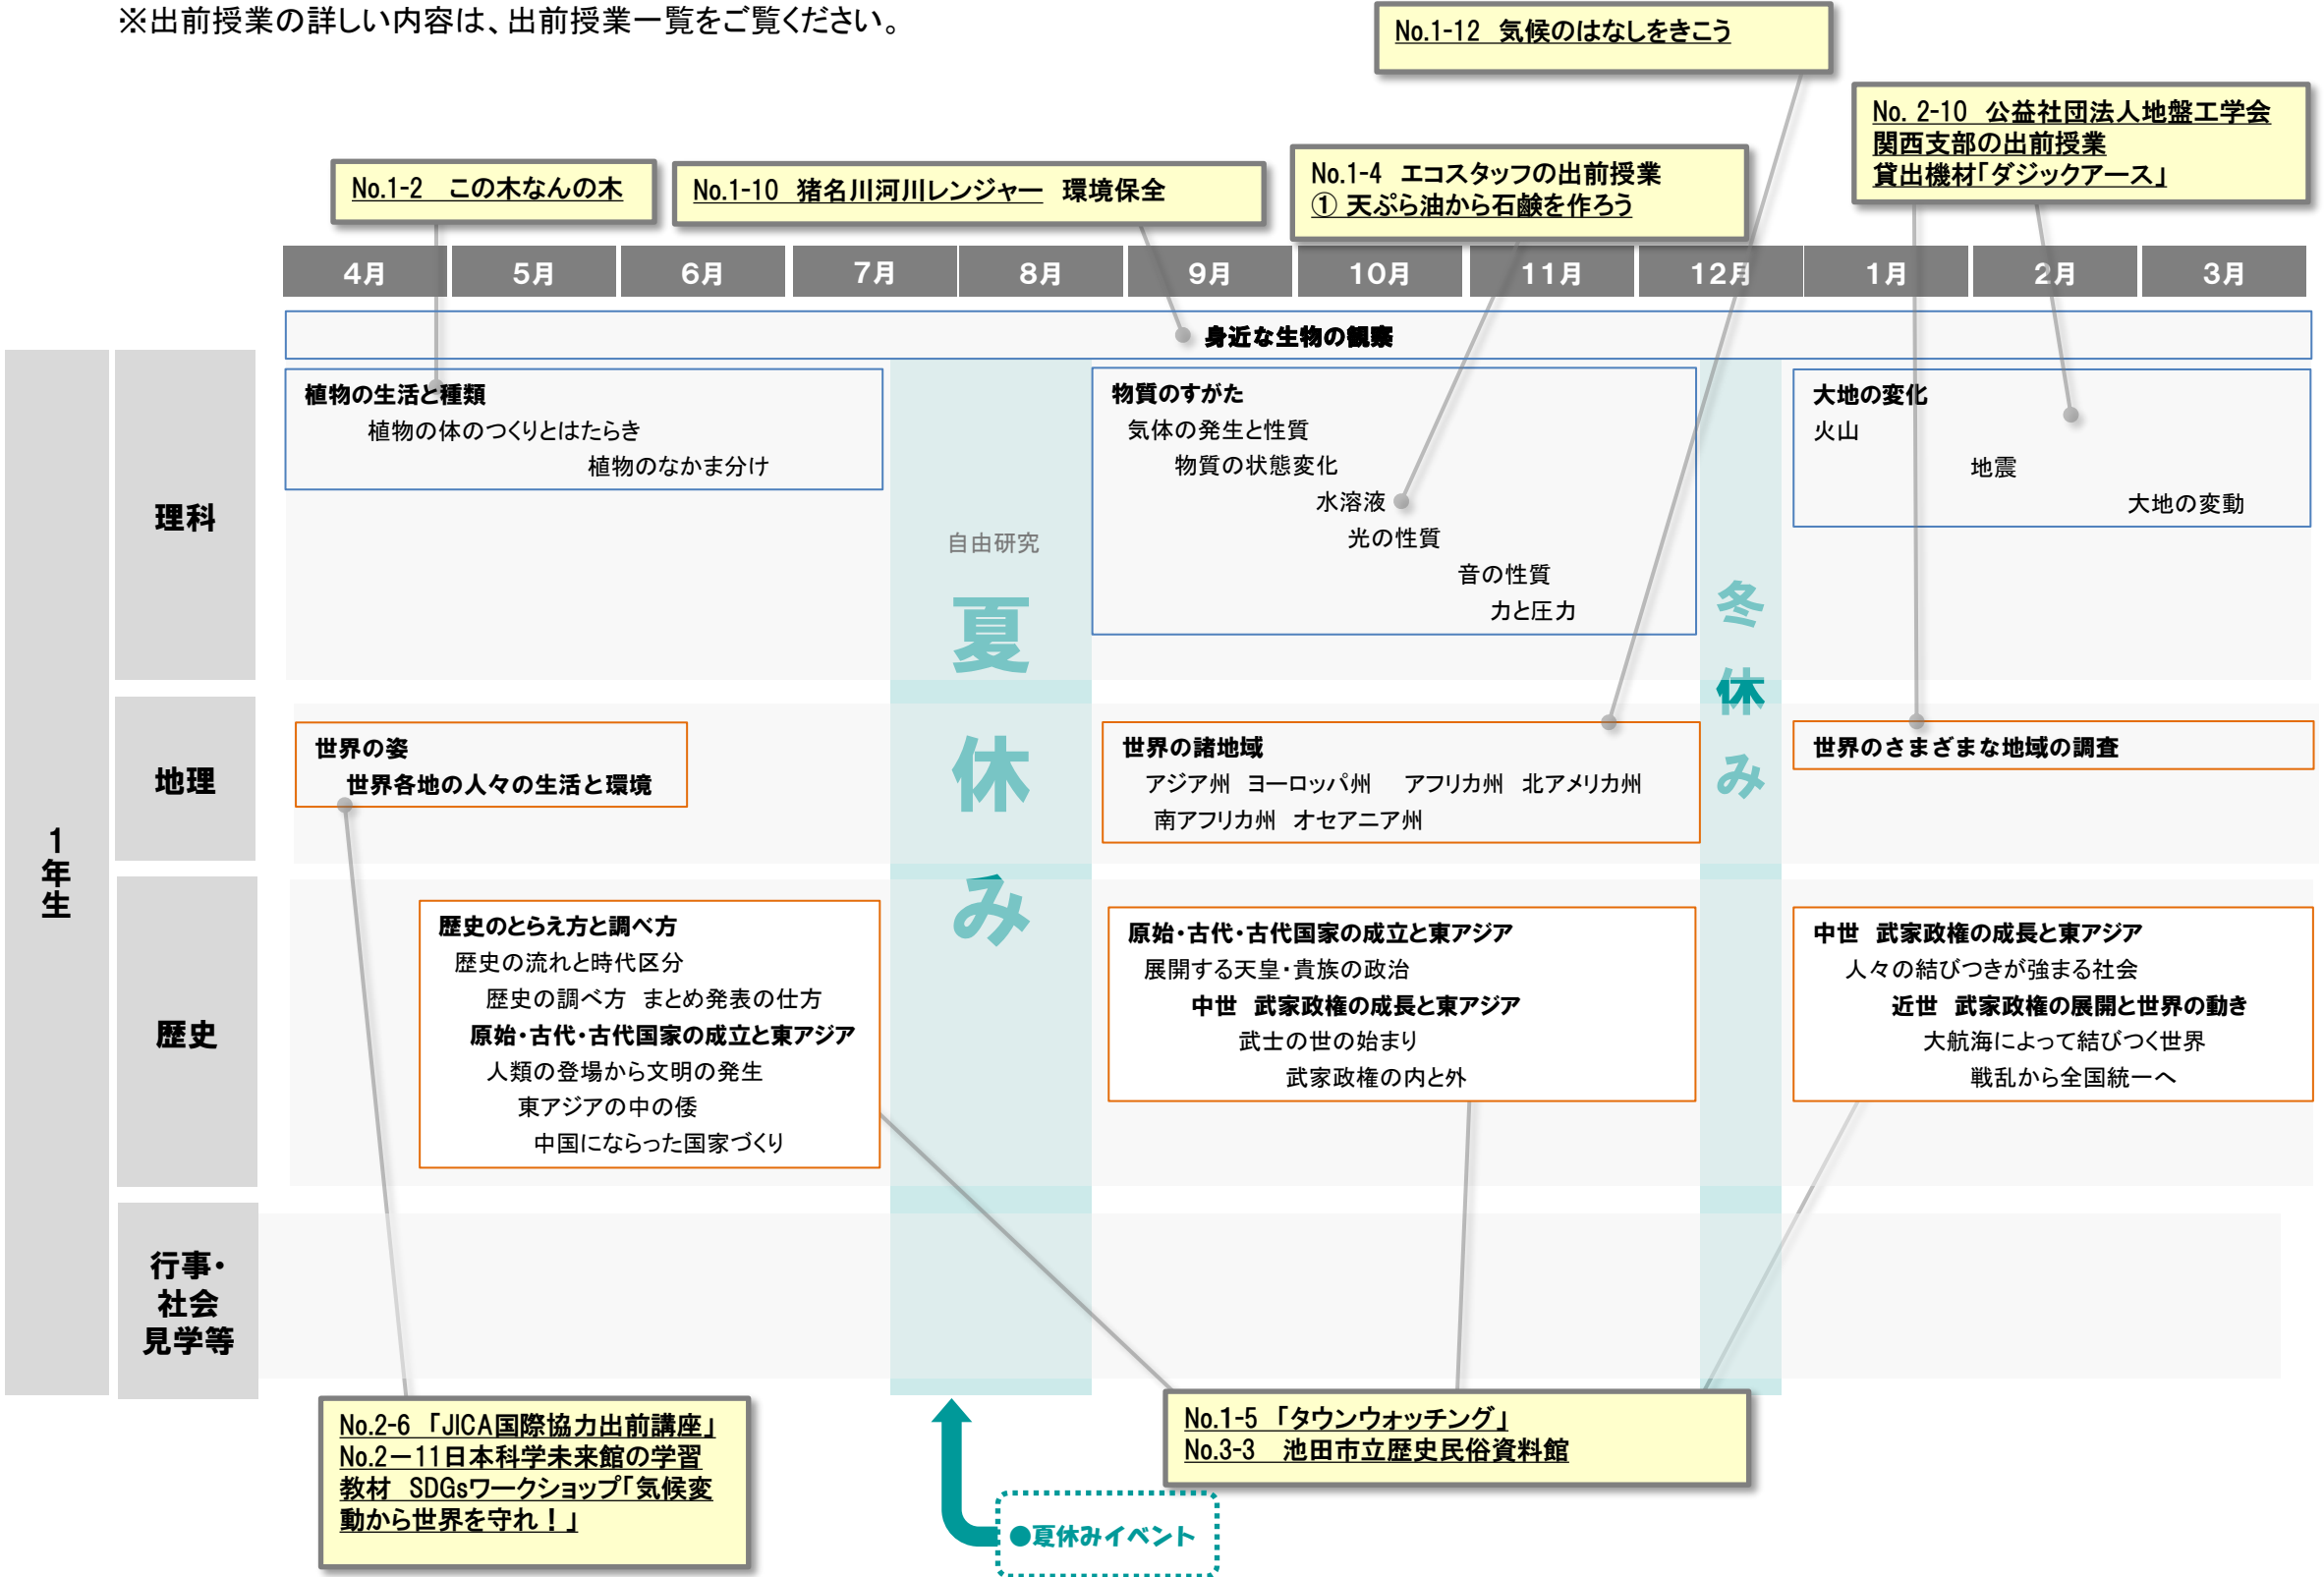 ※出前授業の詳しい内容は、出前授業一覧をご覧ください。
No.1-12　気候のはなしをきこう
No. 2-10　公益社団法人地盤工学会
関西支部の出前授業
貸出機材「ダジックアース」
No.1-2　この木なんの木
No.1-10　猪名川河川レンジャー　環境保全
No.1-4　エコスタッフの出前授業
① 天ぷら油から石鹸を作ろう
4月　5月　6月　7月　8月　9月　10月　11月　12月　1月　2月　3月
身近な生物の観察
1年生
理科
植物の生活と種類
植物の体のつくりとはたらき
植物のなかま分け
自由研究
夏休み
物質のすがた
気体の発生と性質
物質の状態変化
水溶液
光の性質
音の性質
力と圧力
冬休み
大地の変化
火山
地震
大地の変動
地理
世界の姿
世界各地の人々の生活と環境
世界の諸地域
アジア州　ヨーロッパ州　アフリカ州　北アメリカ州
南アフリカ州　オセアニア州
世界のさまざまな地域の調査
歴史
歴史のとらえ方と調べ方
歴史の流れと時代区分
歴史の調べ方　まとめ発表の仕方
原始・古代・古代国家の成立と東アジア
人類の登場から文明の発生
東アジアの中の倭
中国にならった国家づくり
原始・古代・古代国家の成立と東アジア
展開する天皇・貴族の政治
中世　武家政権の成長と東アジア
武士の世の始まり
武家政権の内と外
中世　武家政権の成長と東アジア
人々の結びつきが強まる社会
近世　武家政権の展開と世界の動き
大航海によって結びつく世界
戦乱から全国統一へ
行事・
社会
見学等
No.2-6 「JICA国際協力出前講座」
No.2－11日本科学未来館の学習
教材　SDGsワークショップ「気候変
動から世界を守れ！」
No.1-5 「タウンウォッチング」
No.3-3　池田市立歴史民俗資料館
●夏休みイベント